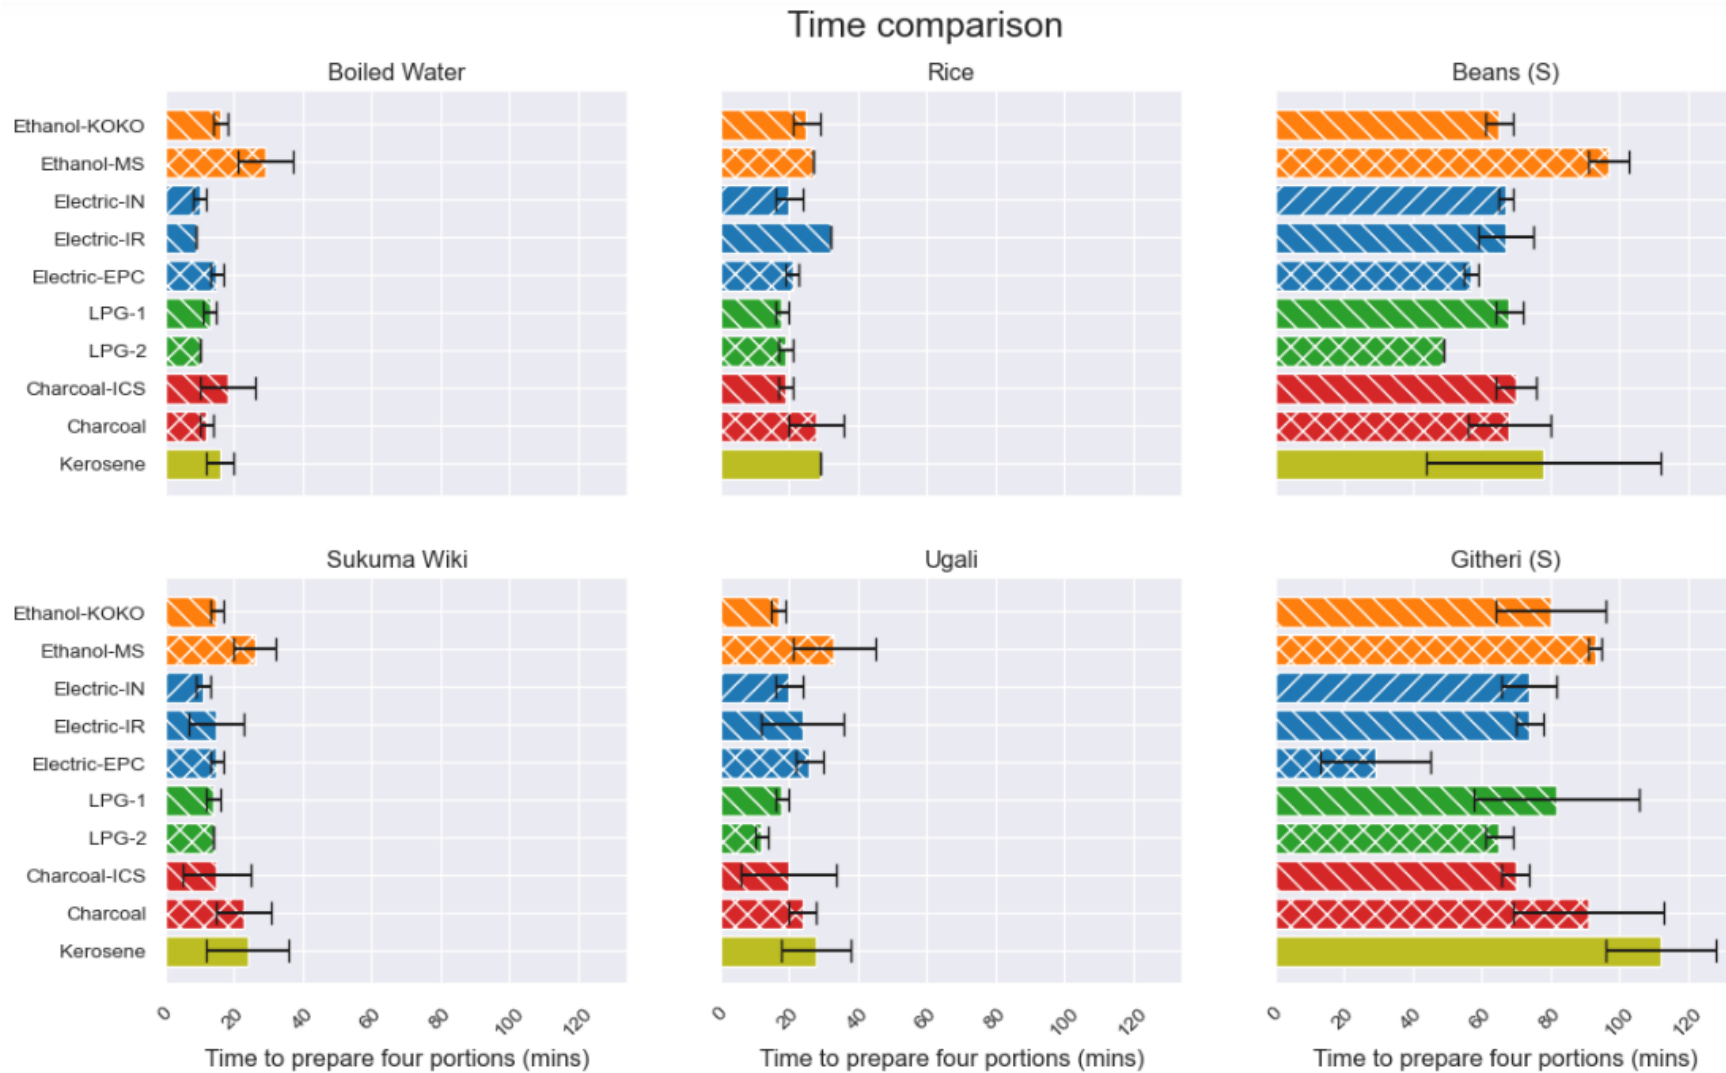 Time comparison
Boiled Water
Rice
Beans (S)
Ethanol-KOKO
Ethanol-MS
Electric-IN
Electric-IR
Electric-EPC
LPG-1
LPG-2
Charcoal-ICS
Charcoal
Kerosene
Sukuma Wiki
Ugali
Githeri (S)
Ethanol-KOKO
Ethanol-MS
Electric-IN
Electric-IR
Electric-EPC
LPG-1
LPG-2
Charcoal-ICS
Charcoal
Kerosene
0 20 40 60 80 100 120
0 20 40 60 80 100 120
0 20 40 60 80 100 120
Time to prepare four portions (mins)
Time to prepare four portions (mins)
Time to prepare four portions (mins)